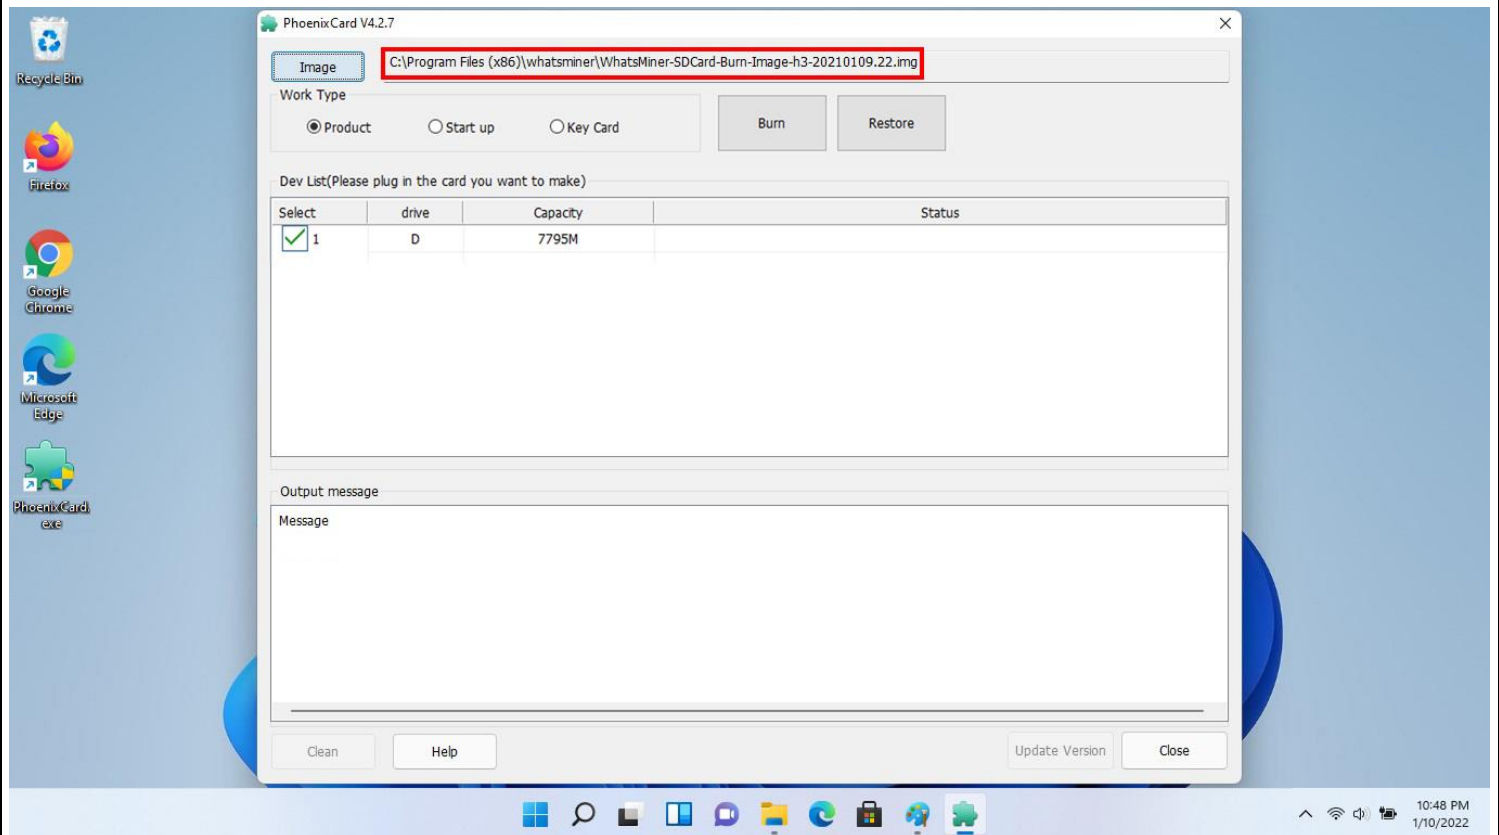 PhoenixCard V4.2.7
Recycle Bin
Image
C:\Program Files (x86)\whatsminer\WhatsMiner-SDCard-Burn-Image-h3-20210109.22.img
Work Type
Product
Start up
Key Card
Burn
Restore
Firefox
Dev List(Please plug in the card you want to make)
Select drive Capacity Status
1 D 7795M
Google
Chrome
Microsoft
Edge
PhoenixCard.
exe
Output message
Message
Clean
Help
Update Version
Close
10:48 PM
1/10/2022